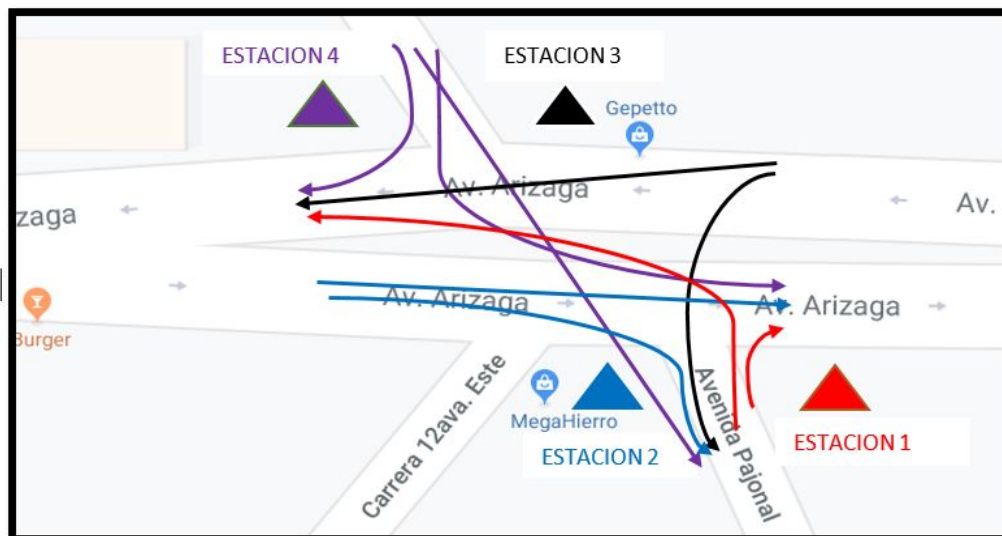 ESTACION 4
ESTACION 3
Gepetto
Av. Arizaga
zaga
Av.
Av. Arizaga
Av. Arizaga
Burger
Carrera 12ava. Este
MegaHierro
Avenida Pajonal
ESTACION 2
ESTACION 1